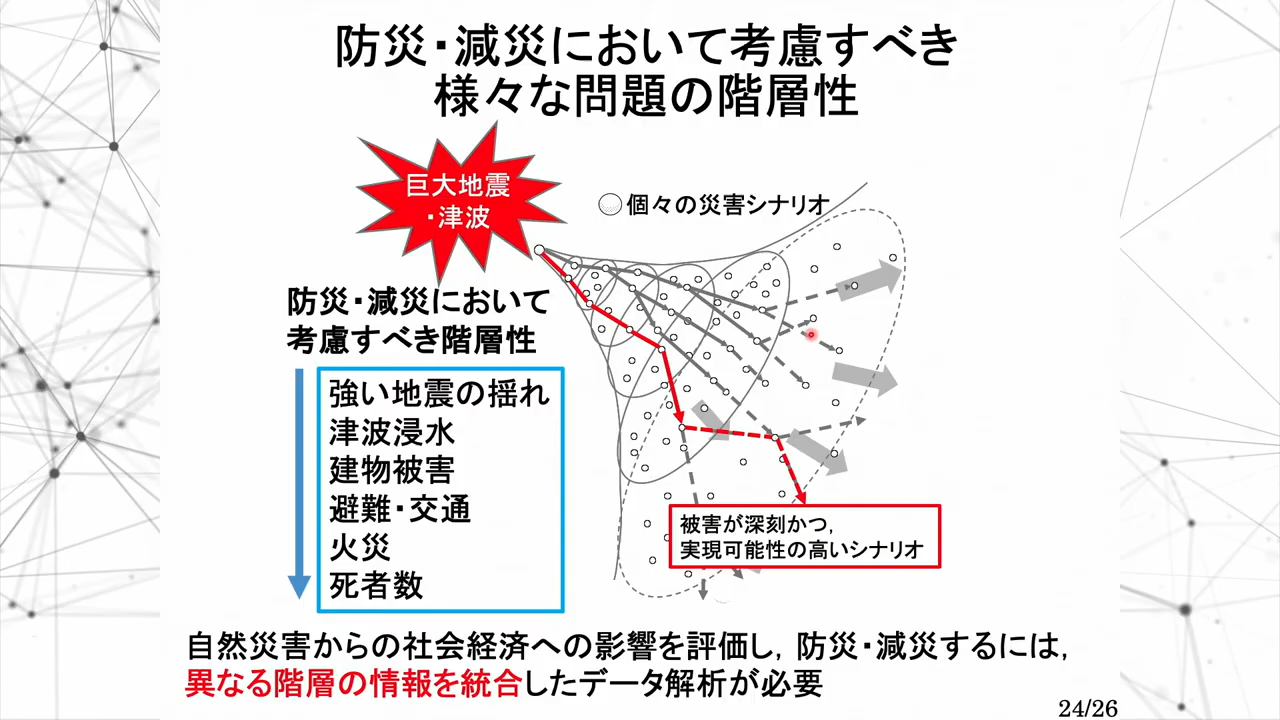 防災・減災において考慮すべき
様々な問題の階層性
巨大地震
・津波
○個々の災害シナリオ
防災・減災において
考慮すべき階層性
強い地震の揺れ
津波浸水
建物被害
避難・交通
火災
死者数
被害が深刻かつ,
実現可能性の高いシナリオ
自然災害からの社会経済への影響を評価し,防災・減災するには,
異なる階層の情報を統合したデータ解析が必要
24/26